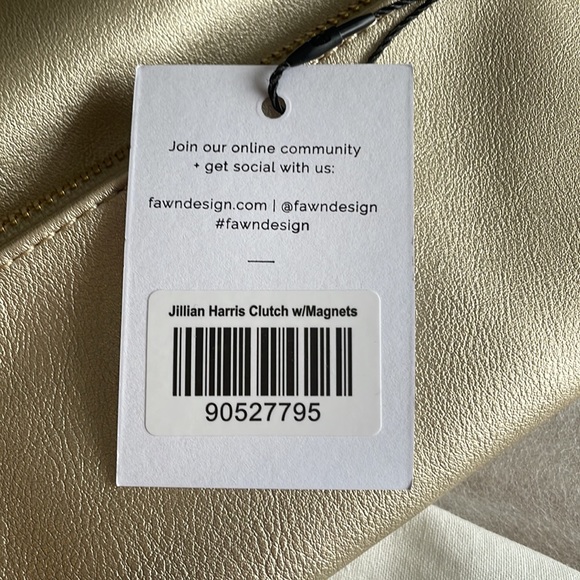 Join our online community
+ get social with us:
fawndesign.com | @fawndesign
#fawndesign
Jillian Harris Clutch w/Magnets
90527795